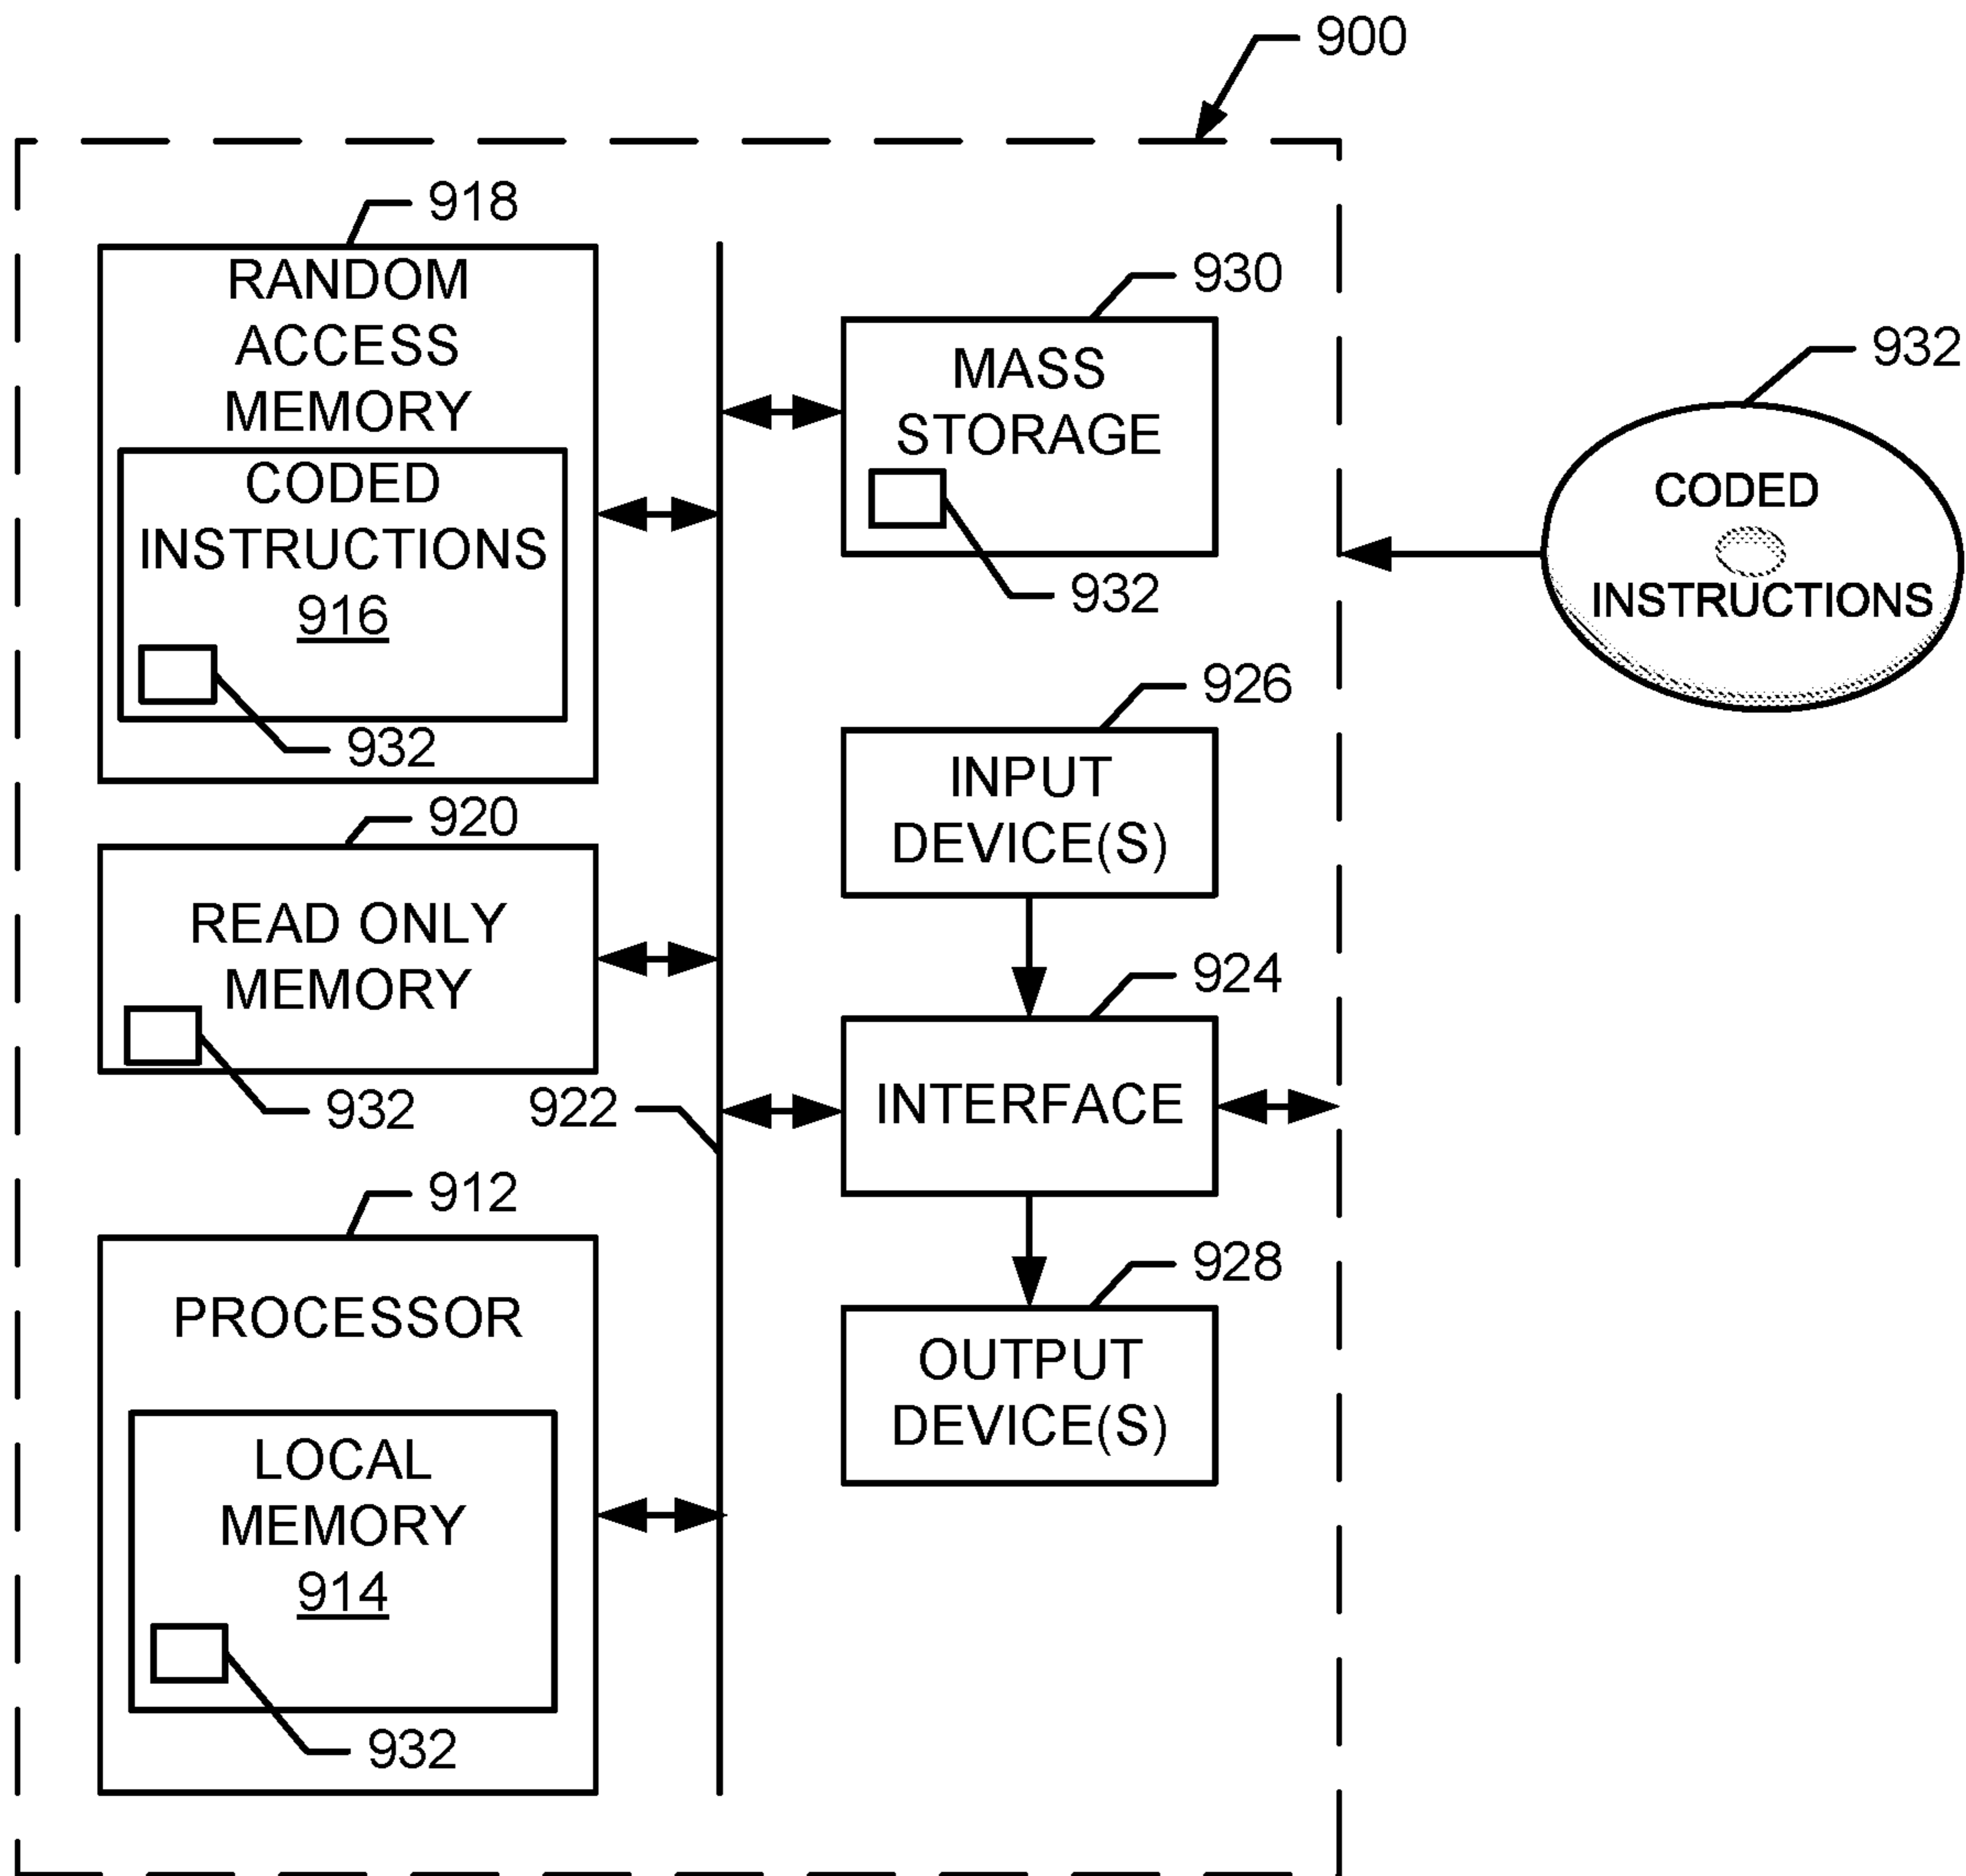 900
918
RANDOM
ACCESS
MEMORY
CODED
INSTRUCTIONS
916
932
930
MASS
STORAGE
932
932
CODED
INSTRUCTIONS
926
INPUT
DEVICE(S)
920
READ ONLY
MEMORY
932
922
924
INTERFACE
912
PROCESSOR
LOCAL
MEMORY
914
932
928
OUTPUT
DEVICE(S)